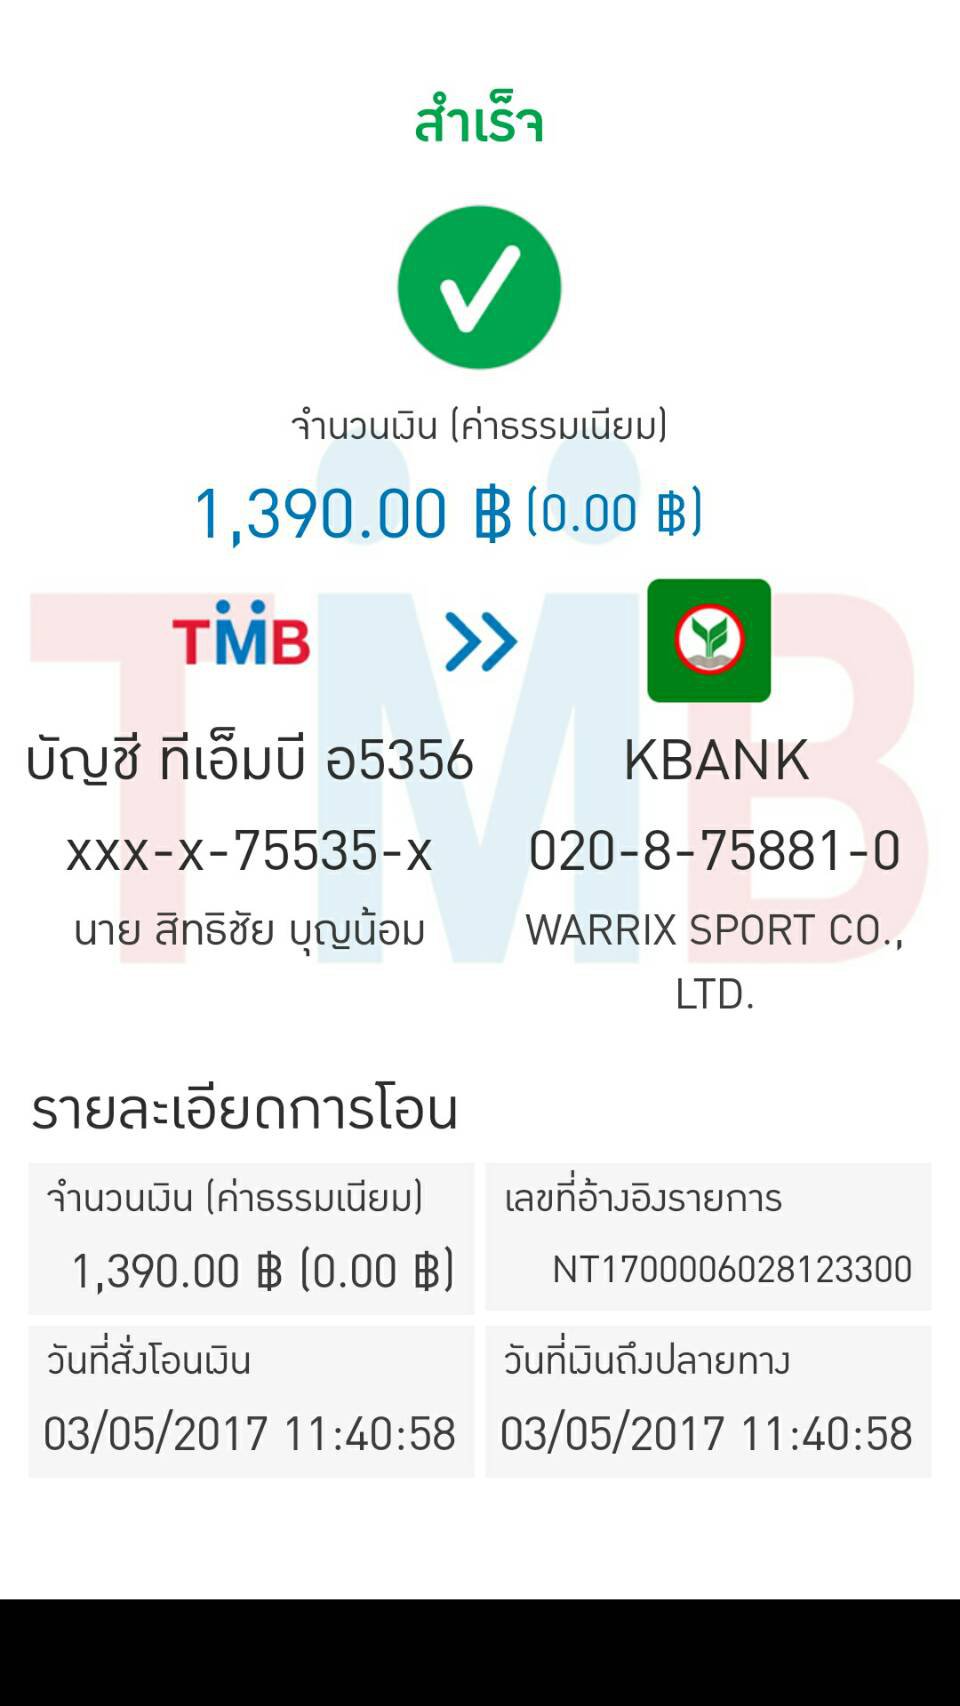 สำเร็จ
จำนวนเงิน (ค่าธรรมเนียม)
1,390.00 ฿ (0.00 ฿)
TMB
บัญชี ทีเอ็มบี อ5356 KBANK
xxx-x-75535-x 020-8-75881-0
นาย สิทธิชัย บุญน้อม WARRIX SPORT CO.,
LTD.
รายละเอียดการโอน
จำนวนเงิน (ค่าธรรมเนียม) เลขที่อ้างอิงรายการ
1,390.00 ฿ (0.00 ฿) NT1700006028123300
วันที่สั่งโอนเงิน วันที่เงินถึงปลายทาง
03/05/2017 11:40:58 03/05/2017 11:40:58
TMB